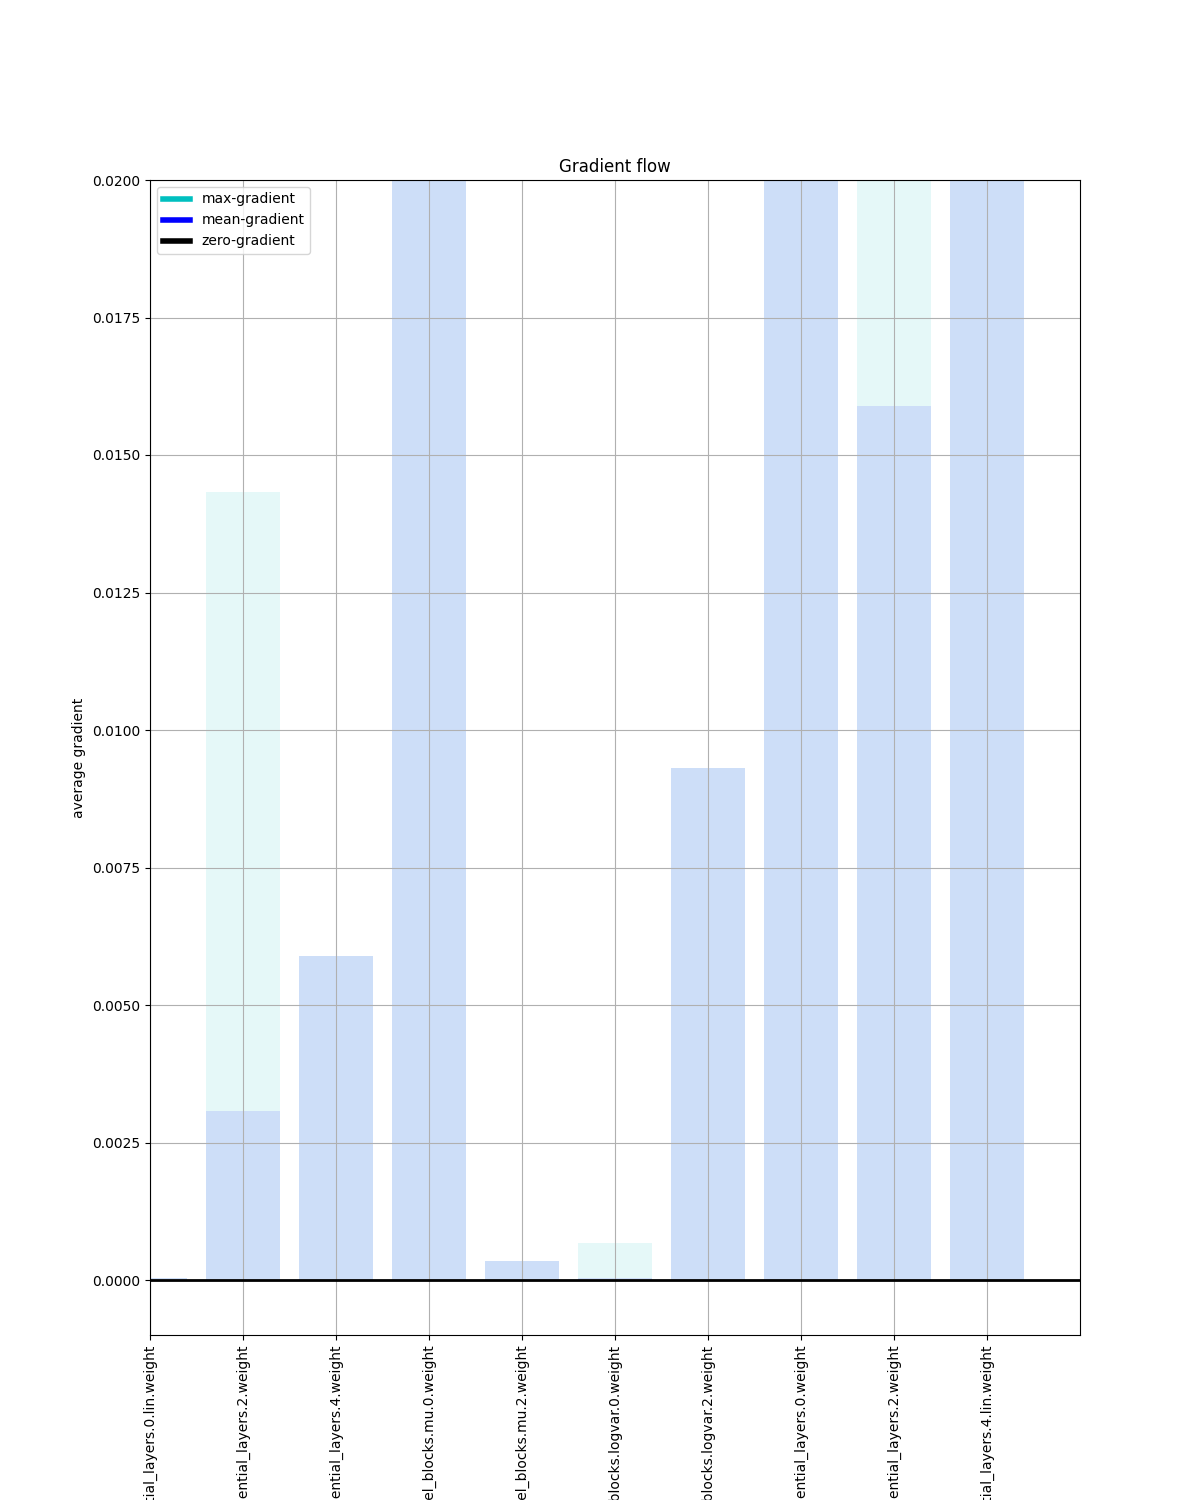 Gradient flow
max-gradient
mean-gradient
zero-gradient
0.0200
0.0175
0.0150
0.0125
0.0100
0.0075
0.0050
0.0025
0.0000
average gradient
tial_layers.0.lin.weight
ential_layers.2.weight
ential_layers.4.weight
el_blocks.mu.0.weight
el_blocks.mu.2.weight
blocks.logvar.0.weight
blocks.logvar.2.weight
ential_layers.0.weight
ential_layers.2.weight
tial_layers.4.lin.weight